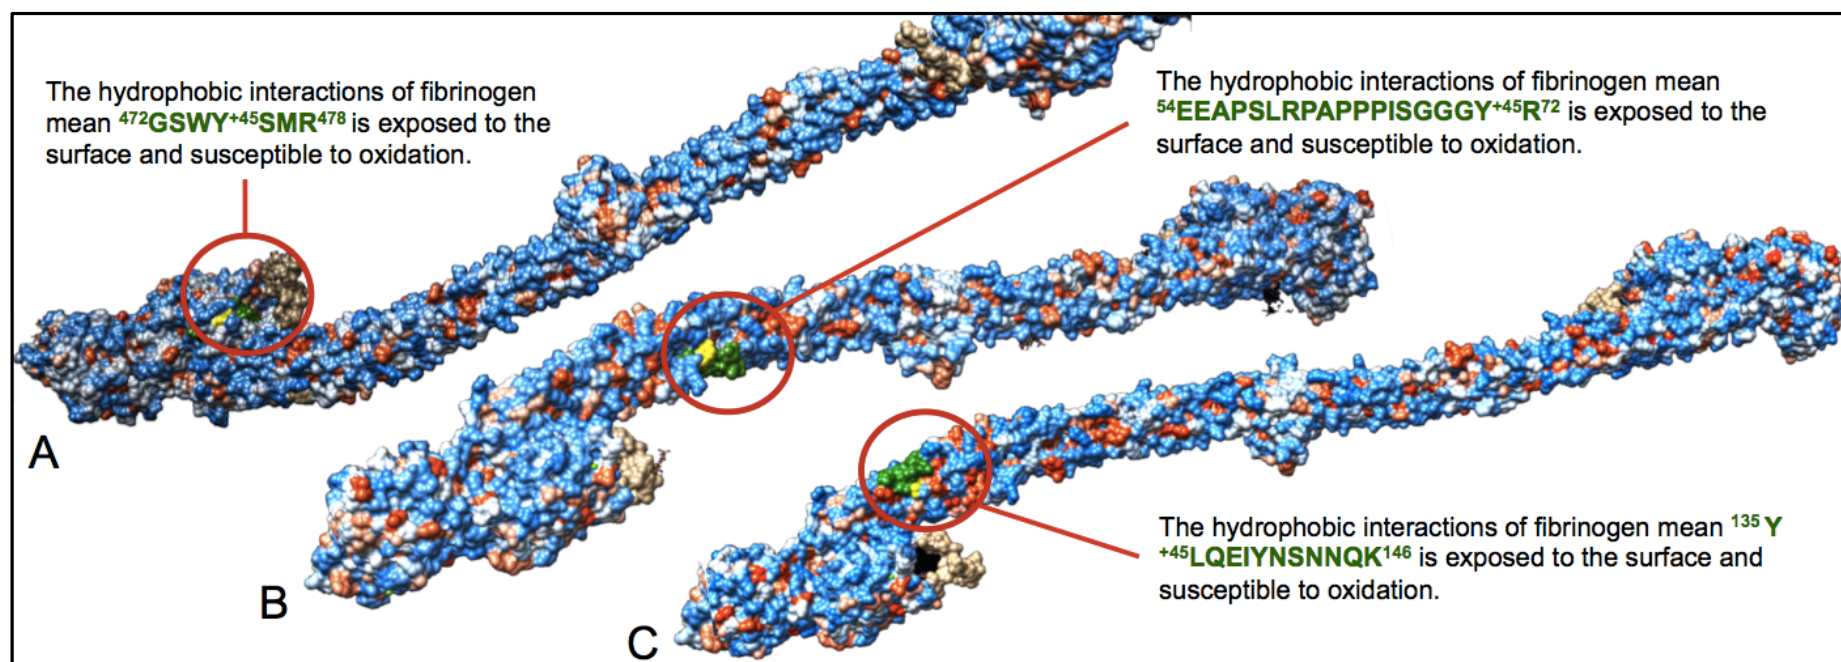 The hydrophobic interactions of fibrinogen
mean ⁴⁷²GSWY⁺⁴⁵SMR⁴⁷⁸ is exposed to the
surface and susceptible to oxidation.
The hydrophobic interactions of fibrinogen mean
⁵⁴EEAPSLRPAPPPISGGGY⁺⁴⁵R⁷² is exposed to the
surface and susceptible to oxidation.
A
B
C
The hydrophobic interactions of fibrinogen mean ¹³⁵Y
⁺⁴⁵LQEIYNSNNQK¹⁴⁶ is exposed to the surface and
susceptible to oxidation.